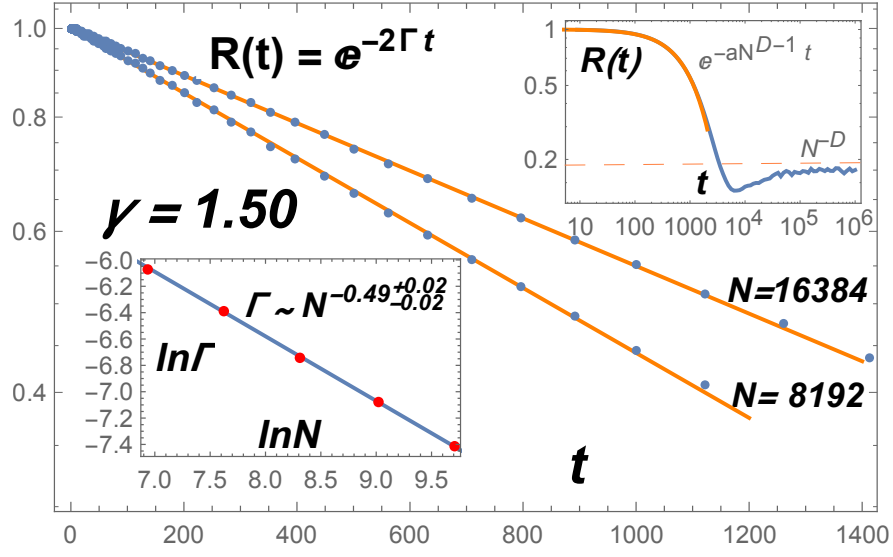 1.0
0.8
0.6
0.4
0
200
400
600
800
1000
1200
1400
R(t) = e^{-2Γ t}
γ = 1.50
N=16384
N= 8192
t
1
0.2
R(t)
e^{-aN^{D-1} t}
N^{-D}
t
10
100
1000
10^4
10^5
10^6
-6.0
-6.2
-6.4
-6.6
-6.8
-7.0
-7.2
-7.4
Γ ~ N^{-0.49^{+0.02}_{-0.02}}
lnΓ
lnN
7.0
7.5
8.0
8.5
9.0
9.5